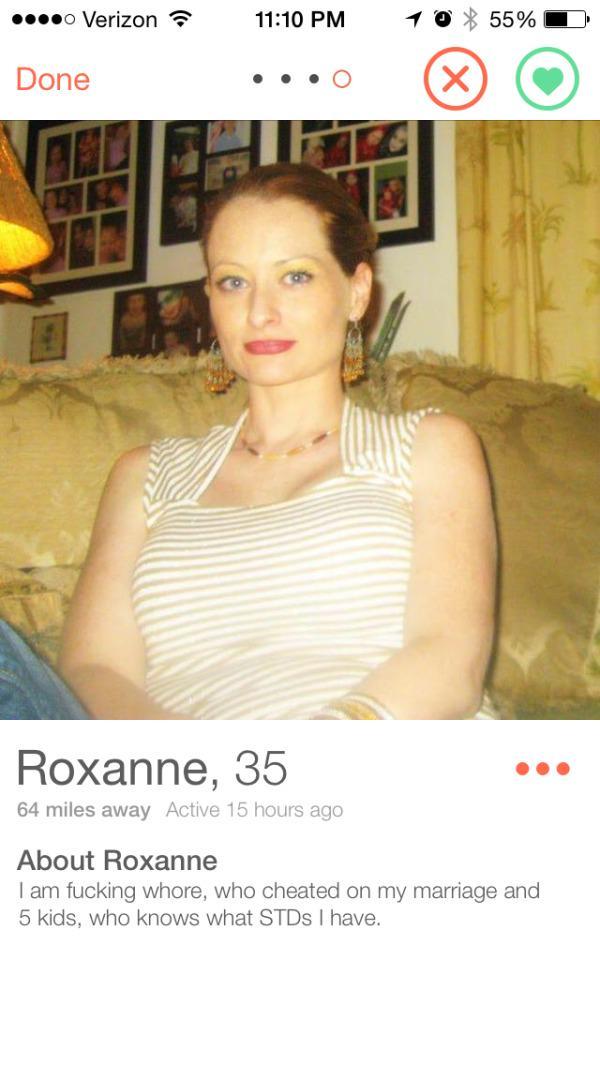 Verizon 11:10 PM 55%
Done
Roxanne, 35
64 miles away Active 15 hours ago
About Roxanne
I am fucking whore, who cheated on my marriage and
5 kids, who knows what STDs I have.